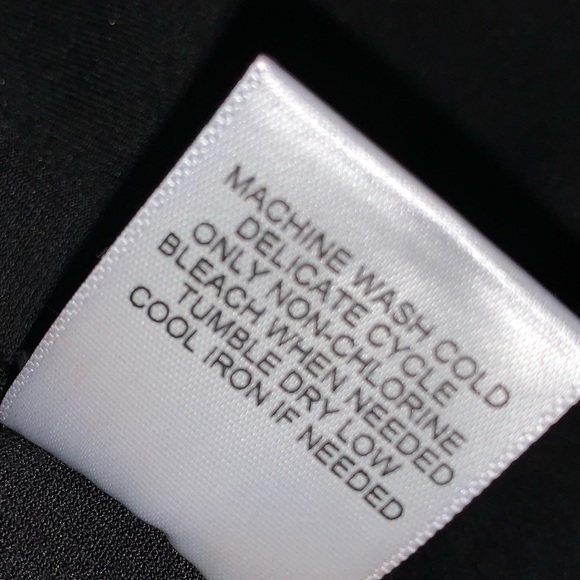 MACHINE WASH COLD
DELICATE CYCLE
ONLY NON-CHLORINE
BLEACH WHEN NEEDED
TUMBLE DRY LOW
COOL IRON IF NEEDED